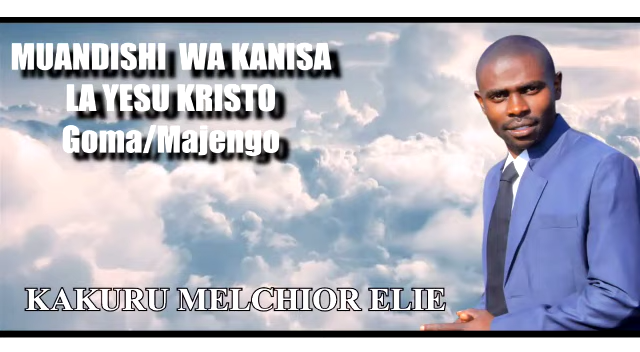 MUANDISHI WA KANISA
LA YESU KRISTO
Goma/Majengo
KAKURU MELCHIOR ELIE